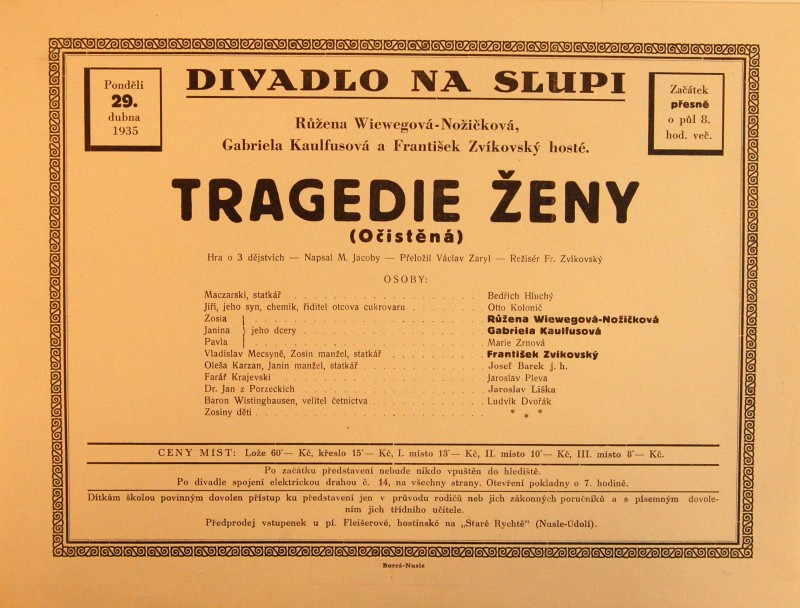 Pondělí
29.
dubna
1935
DIVADLO NA SLUPI
Začátek
přesně
o půl 8.
hod. več.
Růžena Wiewegová-Nožičková,
Gabriela Kaulfusová a František Zvíkovský hosté.
TRAGEDIE ŽENY
(Očistěná)
Hra o 3 dějstvích — Napsal M. Jacoby — Přeložil Václav Zaryl — Režisér Fr. Zvíkovský
OSOBY:
Maczarski, statkář . . . . . . . . . . Bedřich Hluchý
Jiří, jeho syn, chemik, řiditel otcova cukrovaru . . . . . . . . . . Otto Kolonič
Zosia . . . . . . . . . . Růžena Wiewegová-Nožičková
Janina } jeho dcery . . . . . . . . . . Gabriela Kaulfusová
Pavla . . . . . . . . . . Marie Zrnová
Vladislav Mecsyně, Zosin manžel, statkář . . . . . . . . . . František Zvíkovský
Oleša Karzan, Janin manžel, statkář . . . . . . . . . . Josef Barek j. h.
Farář Krajevski . . . . . . . . . . Jaroslav Pleva
Dr. Jan z Porzeckich . . . . . . . . . . Jaroslav Liška
Baron Wistinghausen, velitel četnictva . . . . . . . . . . Ludvík Dvořák
Zosiny děti . . . . . . . . . . * * *
CENY MÍST: Lože 60'— Kč, křeslo 15'— Kč, I. místo 13'— Kč, II. místo 10'— Kč, III. místo 8'— Kč.
Po začátku představení nebude nikdo vpuštěn do hlediště.
Po divadle spojení elektrickou drahou č. 14, na všechny strany. Otevření pokladny o 7. hodině.
Dítkám školou povinným dovolen přístup ku představení jen v průvodu rodičů neb jich zákonných poručníků a s písemným dovole-
ním jich třídního učitele.
Předprodej vstupenek u pí. Fleišerové, hostinské na „Staré Rychtě" (Nusle-Údolí).
Bureš-Nusle